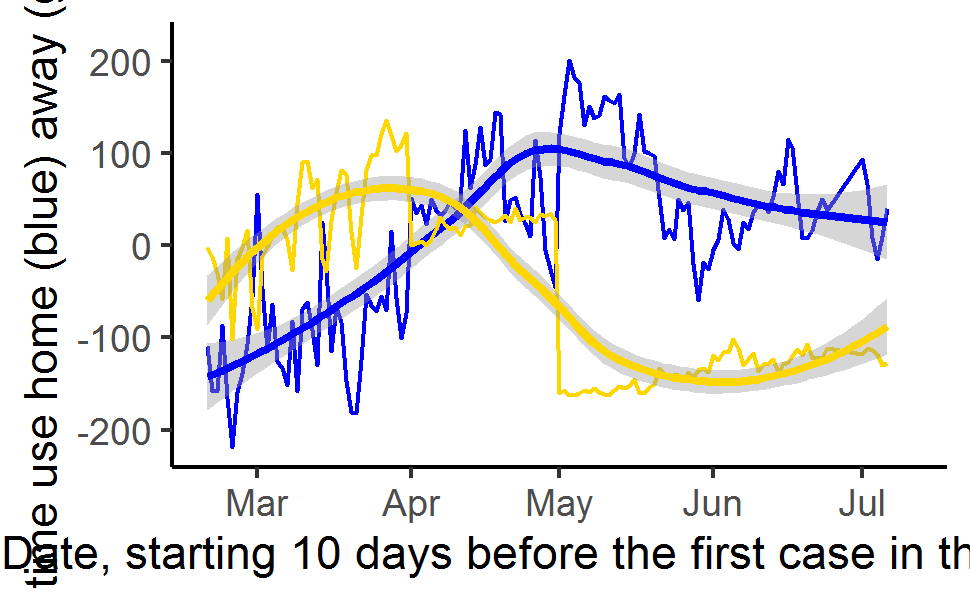 time use home (blue) away (
200
100
0
-100
-200
Mar Apr May Jun Jul
Date, starting 10 days before the first case in th